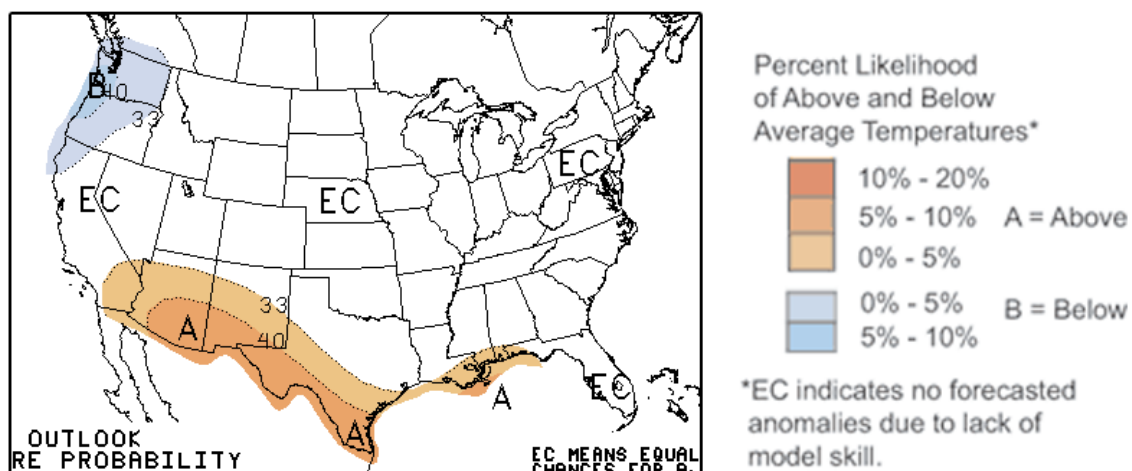 B
40
33
EC
EC
EC
33
A
40
A
A
EC
OUTLOOK
RE PROBABILITY
EC MEANS EQUAL
CHANCES FOR A,
Percent Likelihood
of Above and Below
Average Temperatures*
10% - 20%
5% - 10% A = Above
0% - 5%
0% - 5% B = Below
5% - 10%
*EC indicates no forecasted
anomalies due to lack of
model skill.